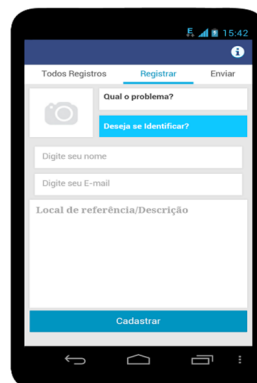 15:42
Todos Registros Registrar Enviar
Qual o problema?
Deseja se Identificar?
Digite seu nome
Digite seu E-mail
Local de referência/Descrição
Cadastrar